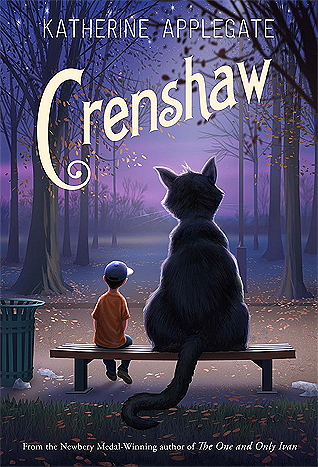 KATHERINE APPLEGATE
Crenshaw
From the Newbery Medal-Winning author of The One and Only Ivan